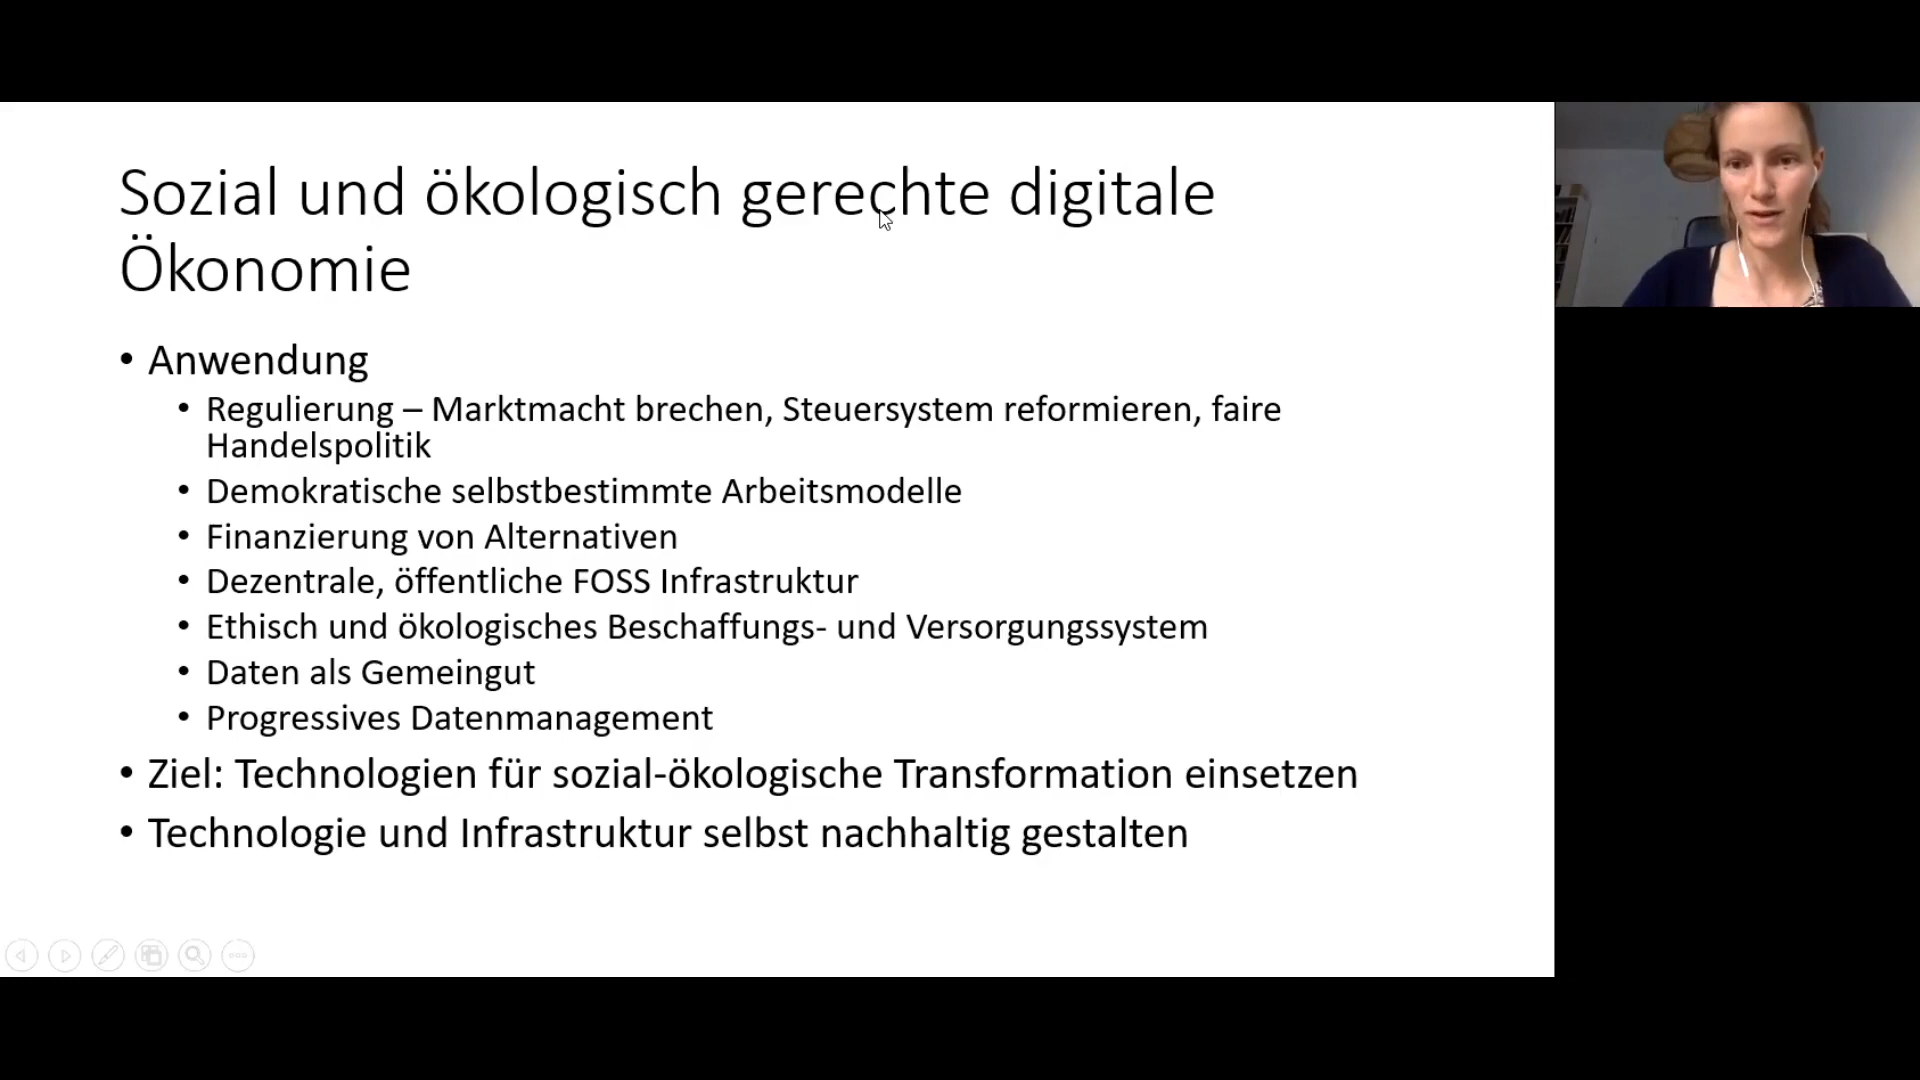 Sozial und ökologisch gerechte digitale
Ökonomie
• Anwendung
• Regulierung – Marktmacht brechen, Steuersystem reformieren, faire
Handelspolitik
• Demokratische selbstbestimmte Arbeitsmodelle
• Finanzierung von Alternativen
• Dezentrale, öffentliche FOSS Infrastruktur
• Ethisch und ökologisches Beschaffungs- und Versorgungssystem
• Daten als Gemeingut
• Progressives Datenmanagement
• Ziel: Technologien für sozial-ökologische Transformation einsetzen
• Technologie und Infrastruktur selbst nachhaltig gestalten